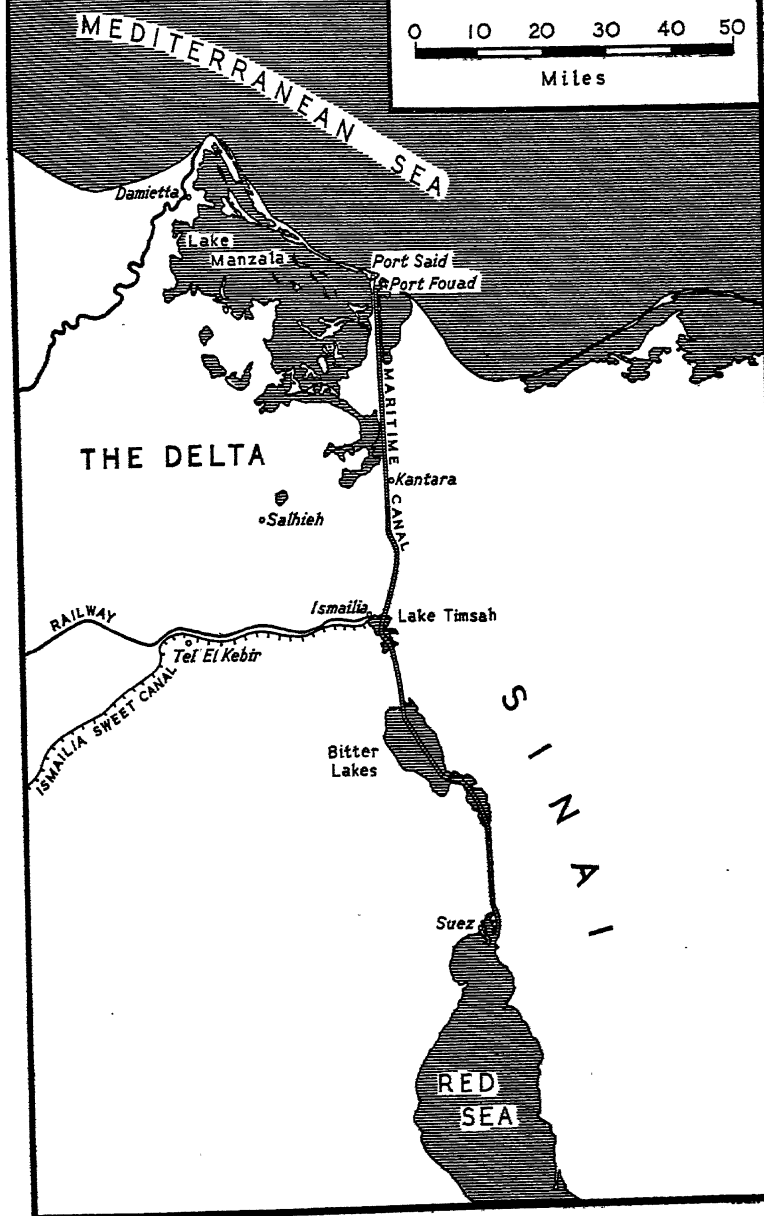 MEDITERRANEAN SEA
0 10 20 30 40 50
Miles
Damietta
Lake
Manzala
Port Said
Port Fouad
MARITIME CANAL
THE DELTA
Kantara
Salhieh
Ismailia
Lake Timsah
RAILWAY
Tel El Kebir
ISMAILIA SWEET CANAL
SINAI
Bitter
Lakes
Suez
RED
SEA